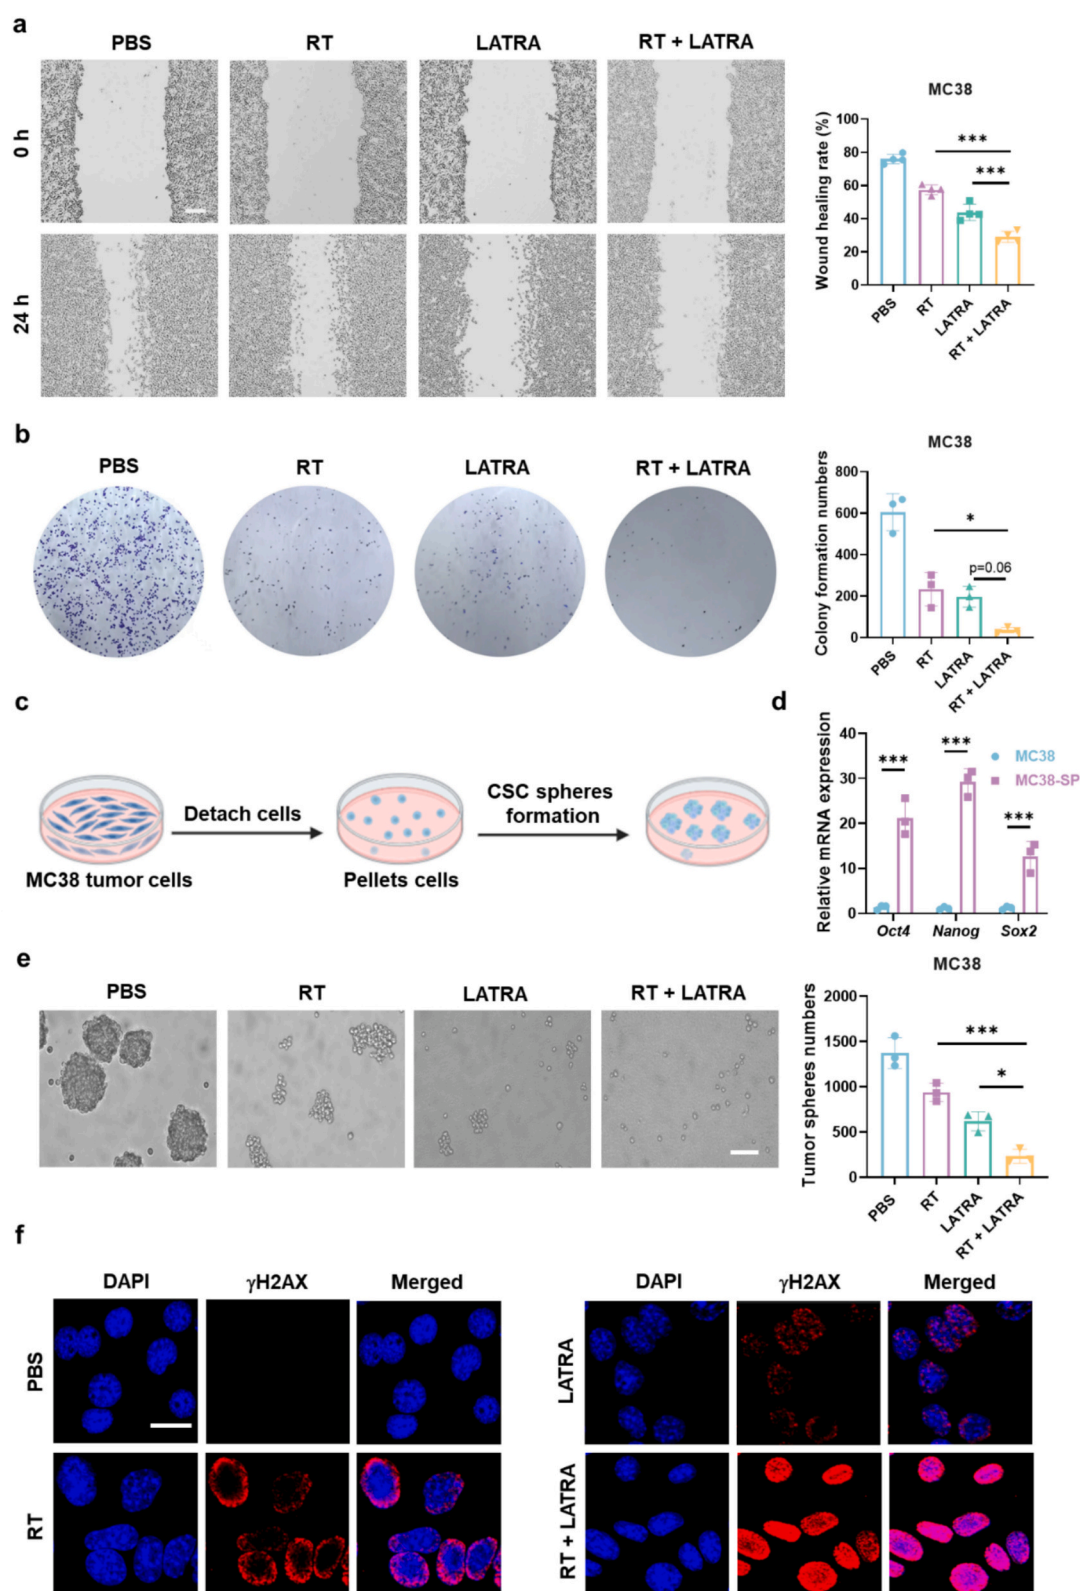 a
PBS
RT
LATRA
RT + LATRA
0 h
24 h
MC38
Wound healing rate (%)
100
80
60
40
20
0
***
***
PBS
RT
LATRA
RT + LATRA
b
PBS
RT
LATRA
RT + LATRA
MC38
Colony formation numbers
800
600
400
200
0
*
p=0.06
PBS
RT
LATRA
RT + LATRA
c
MC38 tumor cells
Detach cells
Pellets cells
CSC spheres
formation
d
Relative mRNA expression
40
30
20
10
0
***
***
***
MC38
MC38-SP
Oct4
Nanog
Sox2
e
PBS
RT
LATRA
RT + LATRA
MC38
Tumor spheres numbers
2000
1500
1000
500
0
***
*
PBS
RT
LATRA
RT + LATRA
f
DAPI
γH2AX
Merged
PBS
RT
DAPI
γH2AX
Merged
LATRA
RT + LATRA